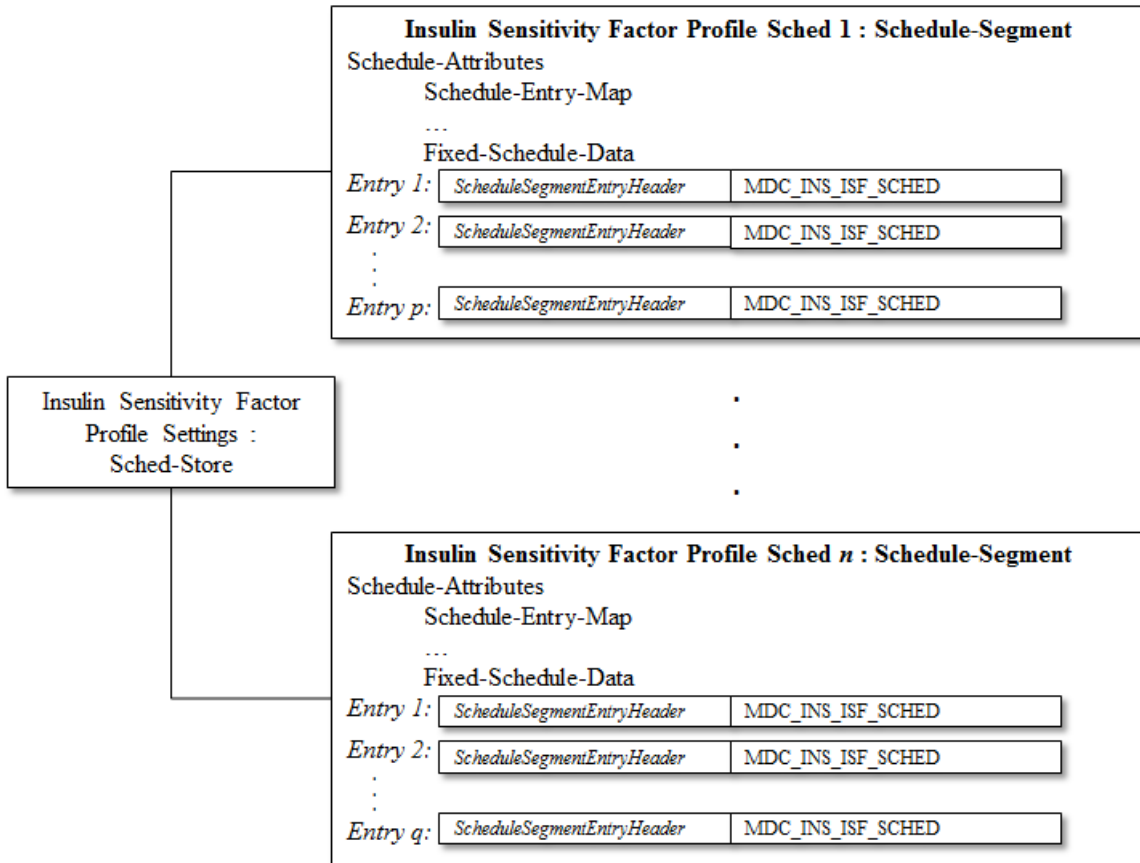 Insulin Sensitivity Factor Profile Sched 1 : Schedule-Segment
Schedule-Attributes
Schedule-Entry-Map
...
Fixed-Schedule-Data
Entry 1: ScheduleSegmentEntryHeader MDC_INS_ISF_SCHED
Entry 2: ScheduleSegmentEntryHeader MDC_INS_ISF_SCHED
.
.
.
Entry p: ScheduleSegmentEntryHeader MDC_INS_ISF_SCHED
Insulin Sensitivity Factor
Profile Settings :
Sched-Store
.
.
.
Insulin Sensitivity Factor Profile Sched n : Schedule-Segment
Schedule-Attributes
Schedule-Entry-Map
...
Fixed-Schedule-Data
Entry 1: ScheduleSegmentEntryHeader MDC_INS_ISF_SCHED
Entry 2: ScheduleSegmentEntryHeader MDC_INS_ISF_SCHED
.
.
.
Entry q: ScheduleSegmentEntryHeader MDC_INS_ISF_SCHED